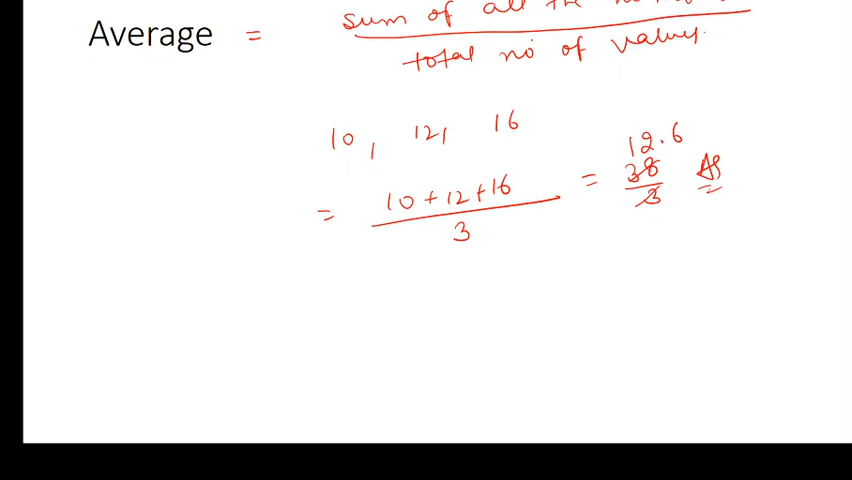 Average = sum of all the
total no of values
10, 12, 16
= 10+12+16 / 3 = 38/3 12.6 As